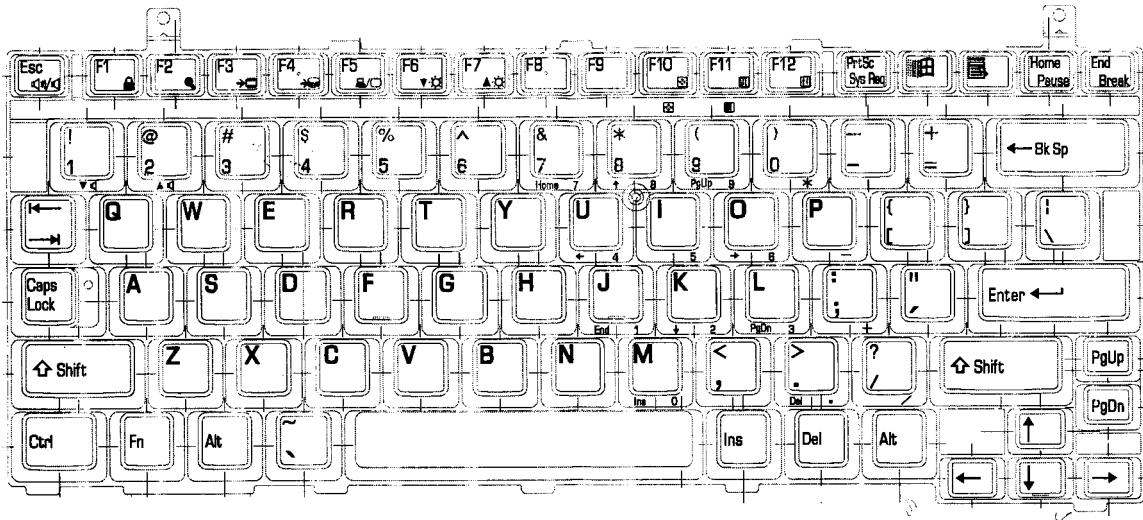 Esc F1 F2 F3 F4 F5 F6 F7 F8 F9 F10 F11 F12 PrtSc Sys Req Home Pause End Break
! 1 @ 2 # 3 $ 4 % 5 ^ 6 & 7 * 8 ( 9 ) 0 — - + = ← Bk Sp
Home 7 ↑ 8 PgUp 9 *
Q W E R T Y U I O P { [ } ] ¦ \
← 4 5 → 6 −
Caps Lock A S D F G H J K L : ; " ′ Enter ↵
End 1 ↓ 2 PgDn 3 +
⇧ Shift Z X C V B N M < , > . ? / ⇧ Shift PgUp
Ins 0 Del . /
PgDn
Ctrl Fn Alt ~ ` Ins Del Alt ↑
← ↓ →